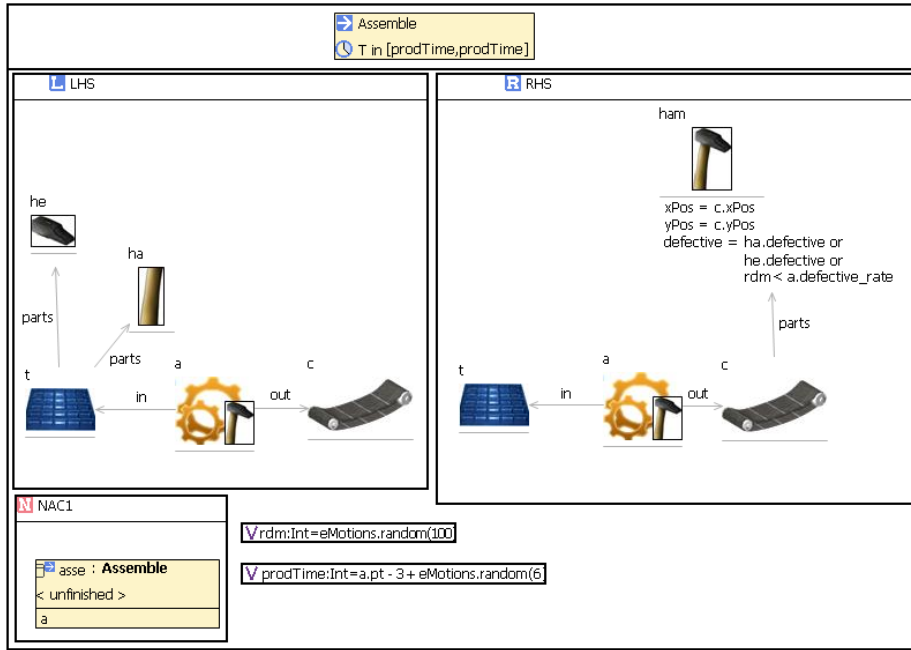 Assemble
T in [prodTime,prodTime]
L LHS
he
ha
parts
parts
t
a
c
in
out
R RHS
ham
xPos = c.xPos
yPos = c.yPos
defective = ha.defective or
he.defective or
rdm < a.defective_rate
parts
t
a
c
in
out
N NAC1
asse : Assemble
< unfinished >
a
V rdm:Int=eMotions.random(100
V prodTime:Int=a.pt - 3 + eMotions.random(6)